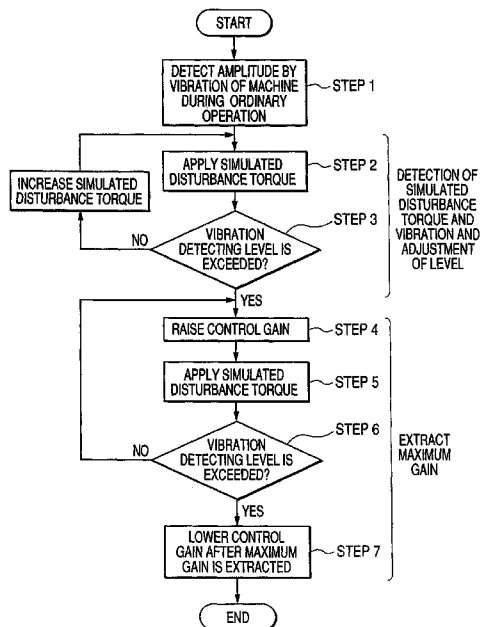 START
DETECT AMPLITUDE BY
VIBRATION OF MACHINE
DURING ORDINARY
OPERATION
STEP 1
APPLY SIMULATED
DISTURBANCE TORQUE
STEP 2
INCREASE SIMULATED
DISTURBANCE TORQUE
STEP 3
VIBRATION
DETECTING LEVEL IS
EXCEEDED?
NO
YES
DETECTION OF
SIMULATED
DISTURBANCE
TORQUE AND
VIBRATION AND
ADJUSTMENT
OF LEVEL
RAISE CONTROL GAIN
STEP 4
APPLY SIMULATED
DISTURBANCE TORQUE
STEP 5
STEP 6
VIBRATION
DETECTING LEVEL IS
EXCEEDED?
NO
YES
EXTRACT
MAXIMUM
GAIN
LOWER CONTROL
GAIN AFTER MAXIMUM
GAIN IS EXTRACTED
STEP 7
END